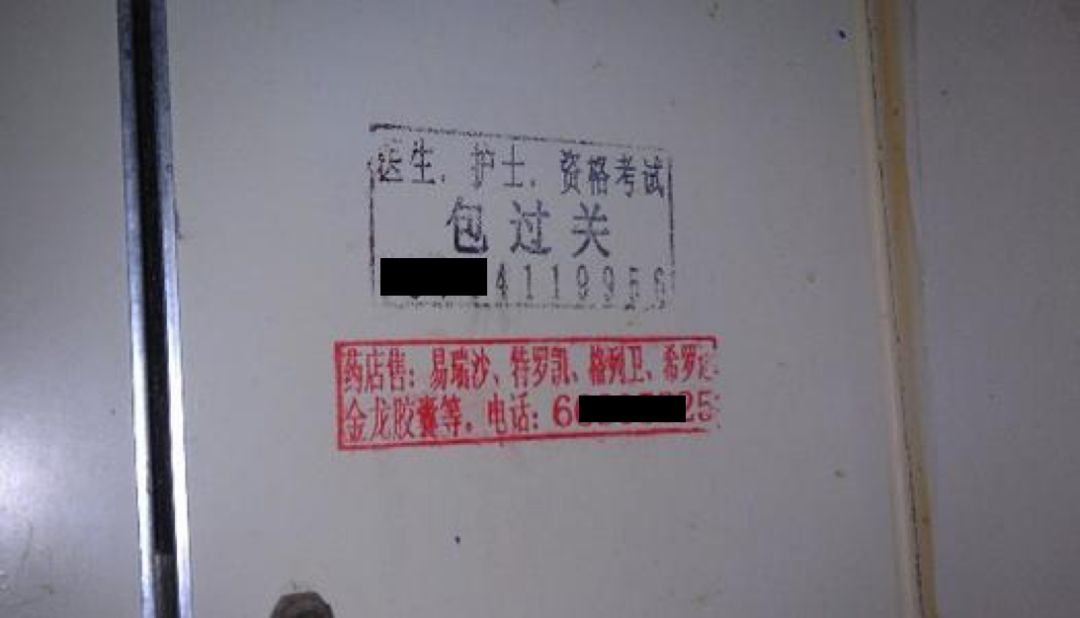 医生、护士、资格考试
包过关
4119956
药店售：易瑞沙、特罗凯、格列卫、希罗达
金龙胶囊等。电话：6 25